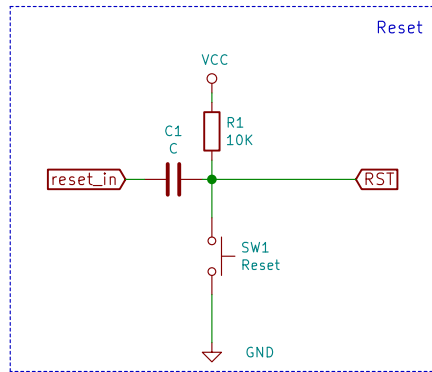 Reset
VCC
R1
10K
C1
C
reset_in
RST
SW1
Reset
GND